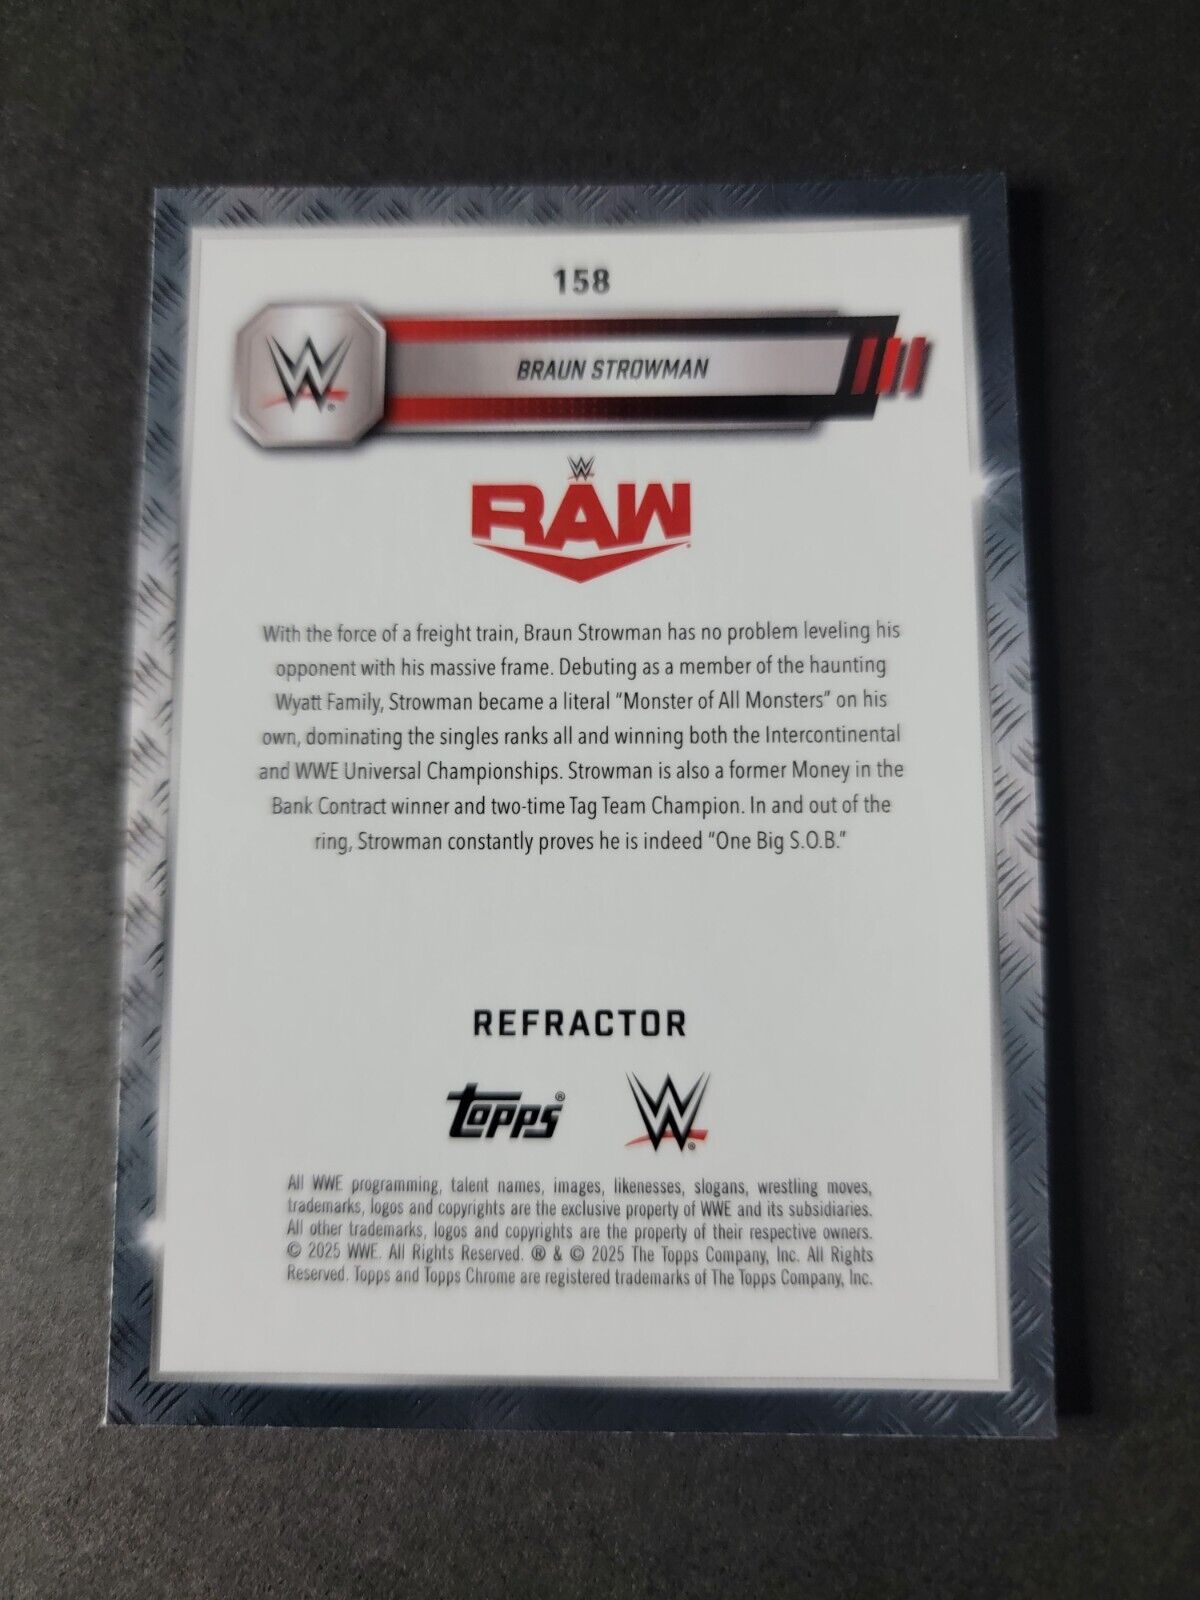 158
W
BRAUN STROWMAN
W
RAW
With the force of a freight train, Braun Strowman has no problem leveling his
opponent with his massive frame. Debuting as a member of the haunting
Wyatt Family, Strowman became a literal “Monster of All Monsters” on his
own, dominating the singles ranks all and winning both the Intercontinental
and WWE Universal Championships. Strowman is also a former Money in the
Bank Contract winner and two-time Tag Team Champion. In and out of the
ring, Strowman constantly proves he is indeed “One Big S.O.B.”
REFRACTOR
topps® W®
All WWE programming, talent names, images, likenesses, slogans, wrestling moves,
trademarks, logos and copyrights are the exclusive property of WWE and its subsidiaries.
All other trademarks, logos and copyrights are the property of their respective owners.
© 2025 WWE. All Rights Reserved. ® & © 2025 The Topps Company, Inc. All Rights
Reserved. Topps and Topps Chrome are registered trademarks of The Topps Company, Inc.